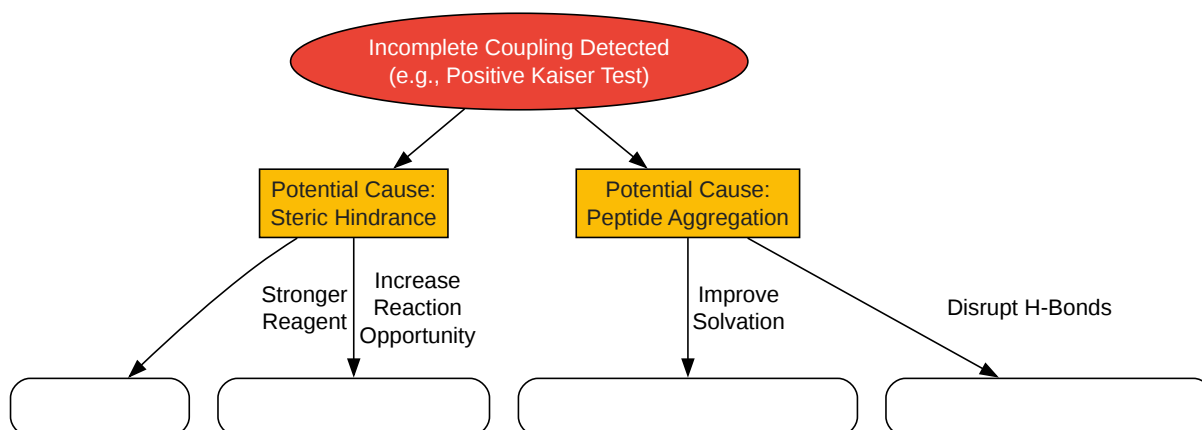 Incomplete Coupling Detected
(e.g., Positive Kaiser Test)
Potential Cause:
Steric Hindrance
Potential Cause:
Peptide Aggregation
Stronger
Reagent
Increase
Reaction
Opportunity
Improve
Solvation
Disrupt H-Bonds